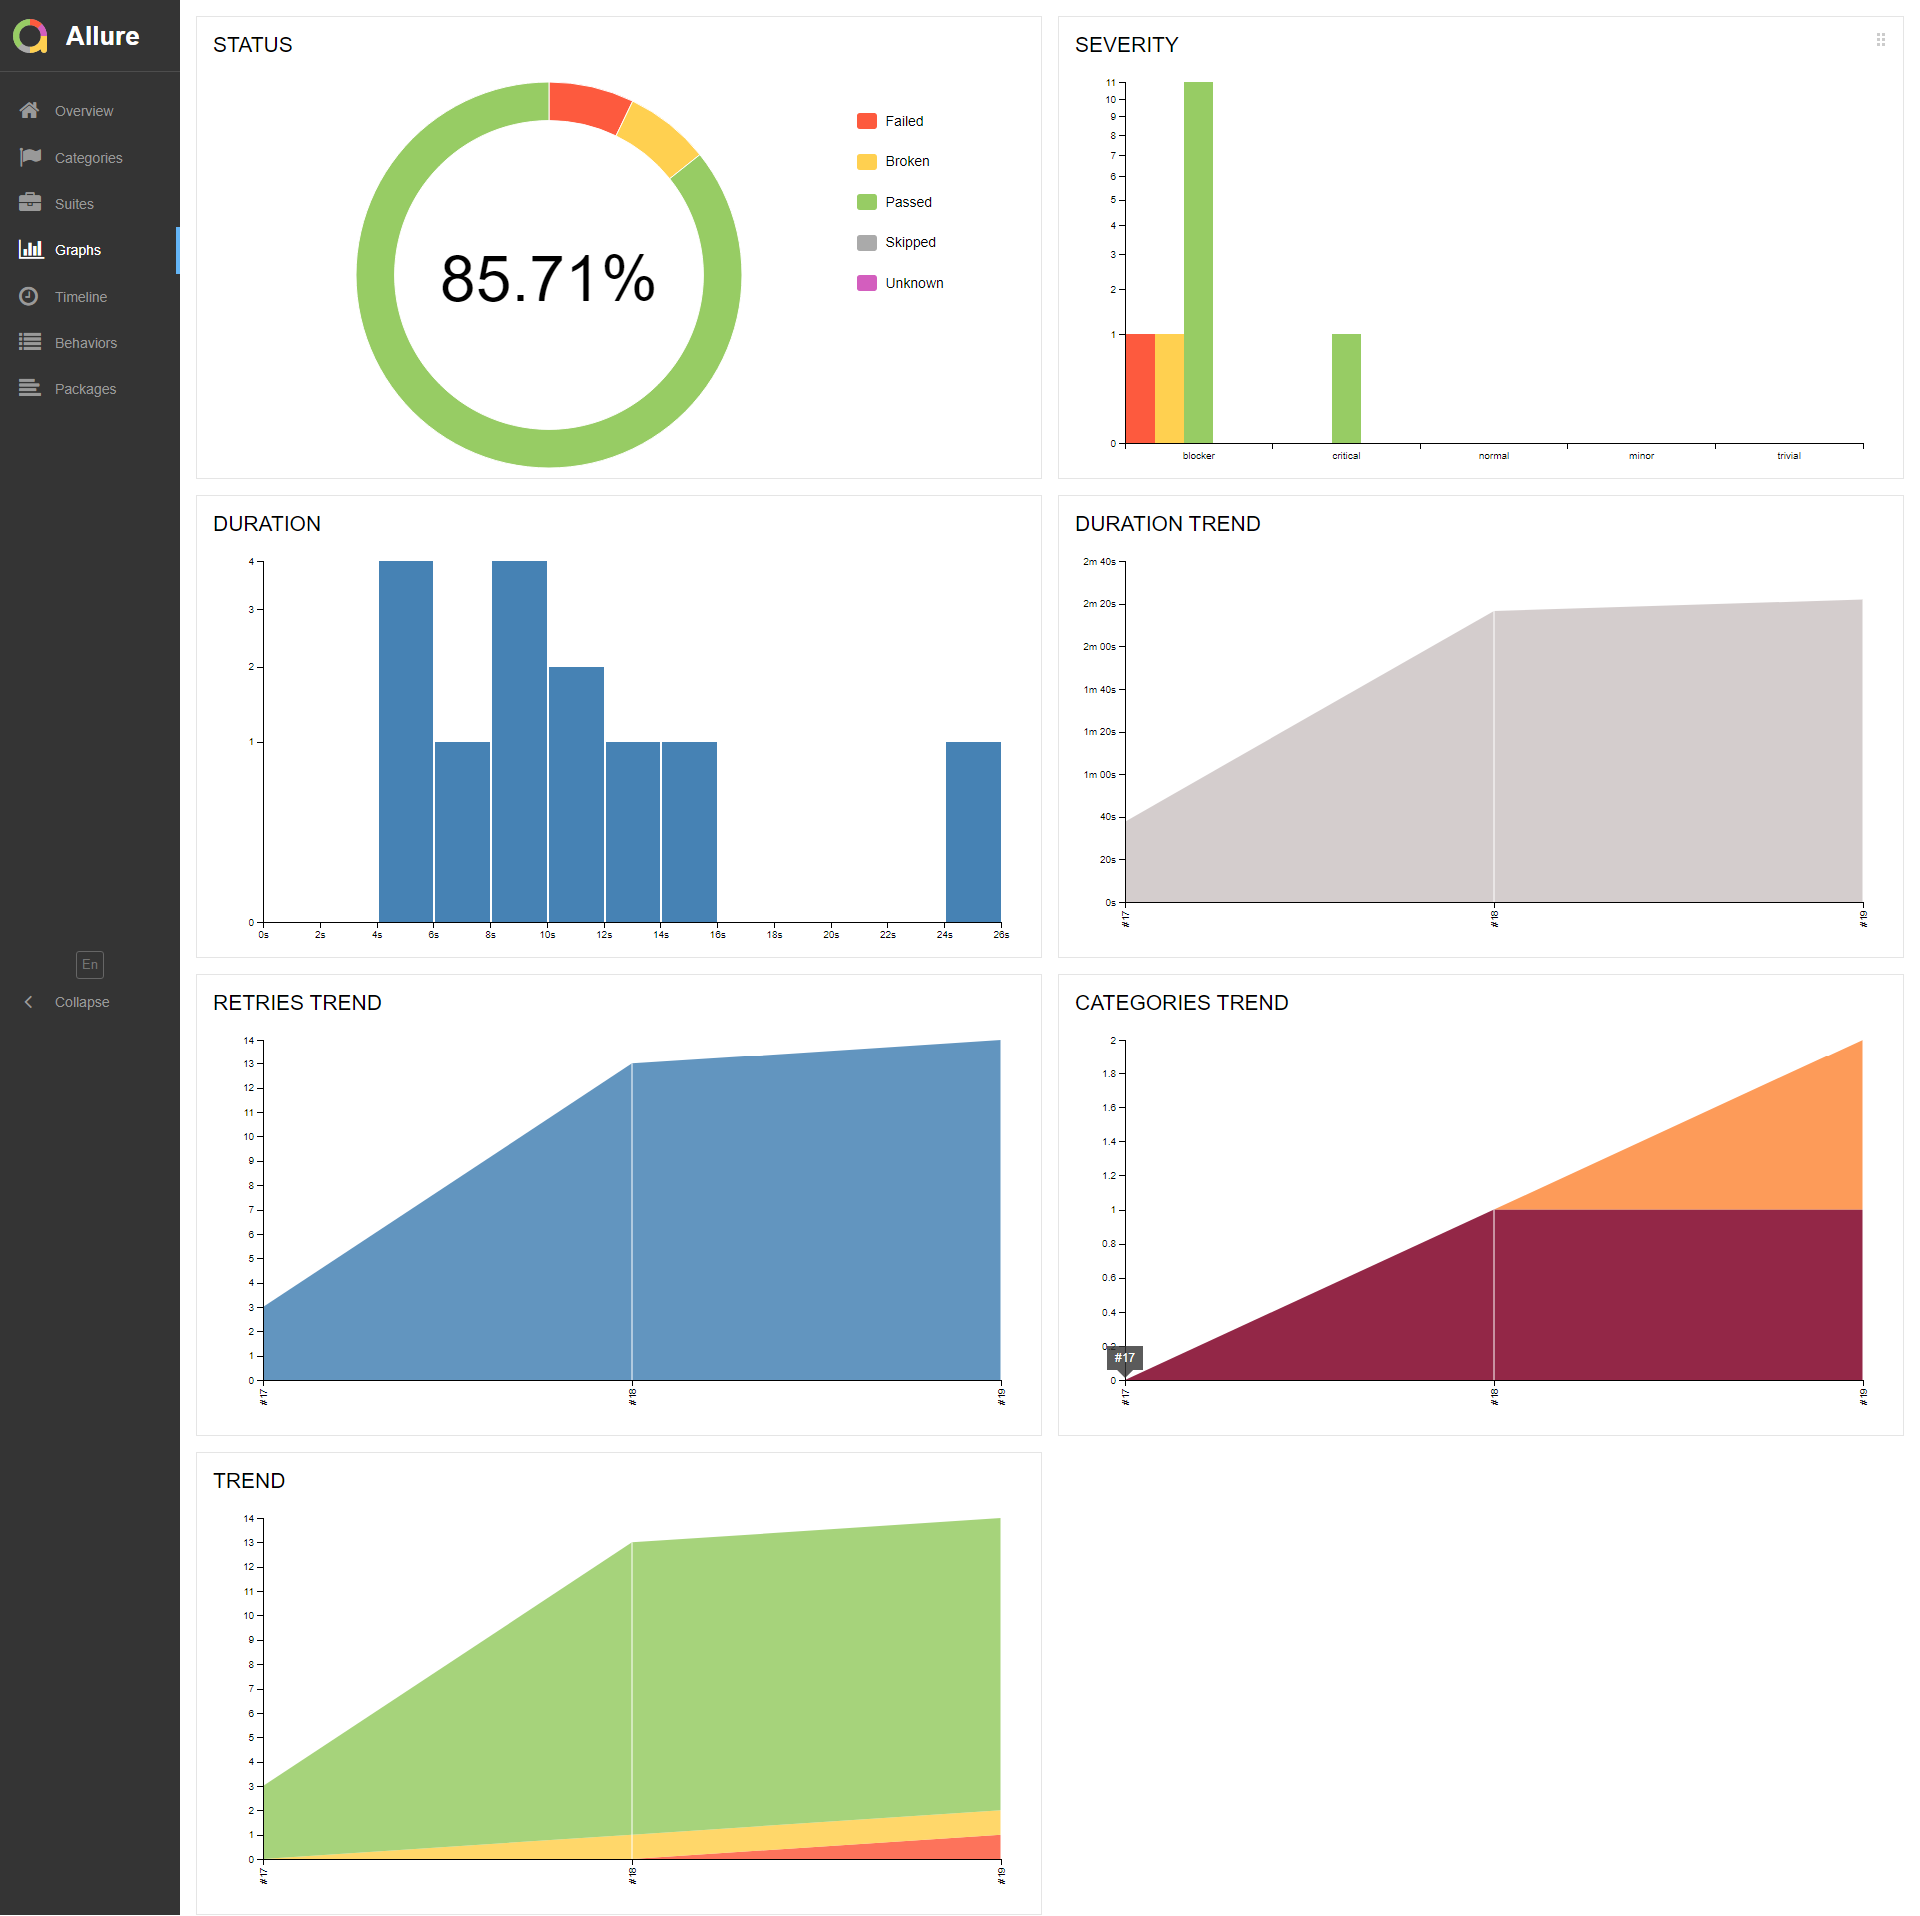 Allure
Overview
Categories
Suites
Graphs
Timeline
Behaviors
Packages
En
Collapse
STATUS
85.71%
Failed
Broken
Passed
Skipped
Unknown
SEVERITY
11
10
9
8
7
6
5
4
3
2
1
0
blocker critical normal minor trivial
DURATION
4
3
2
1
0
0s 2s 4s 6s 8s 10s 12s 14s 16s 18s 20s 22s 24s 26s
DURATION TREND
2m 40s
2m 20s
2m 00s
1m 40s
1m 20s
1m 00s
40s
20s
0s
#17 #18 #19
RETRIES TREND
14
13
12
11
10
9
8
7
6
5
4
3
2
1
0
#17 #18 #19
CATEGORIES TREND
2
1.8
1.6
1.4
1.2
1
0.8
0.6
0.4
0.2
#17
0
#17 #18 #19
TREND
14
13
12
11
10
9
8
7
6
5
4
3
2
1
0
#17 #18 #19